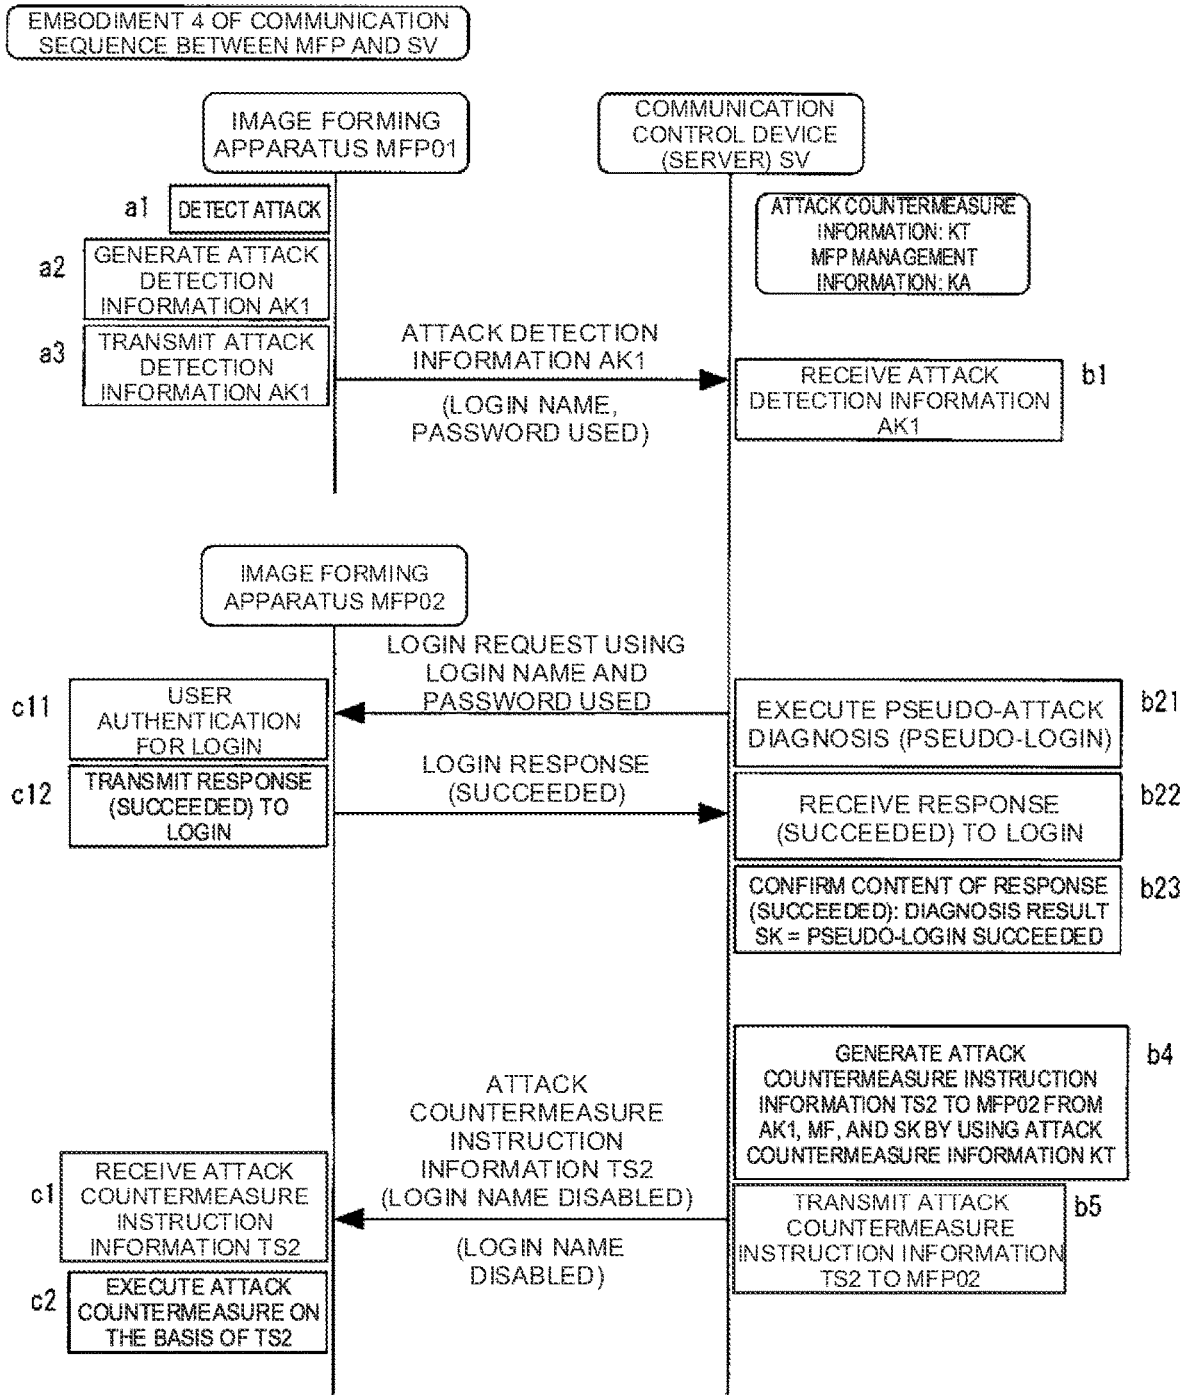 EMBODIMENT 4 OF COMMUNICATION
SEQUENCE BETWEEN MFP AND SV
IMAGE FORMING
APPARATUS MFP01
COMMUNICATION
CONTROL DEVICE
(SERVER) SV
a1
DETECT ATTACK
ATTACK COUNTERMEASURE
INFORMATION: KT
MFP MANAGEMENT
INFORMATION: KA
a2
GENERATE ATTACK
DETECTION
INFORMATION AK1
a3
TRANSMIT ATTACK
DETECTION
INFORMATION AK1
ATTACK DETECTION
INFORMATION AK1
(LOGIN NAME,
PASSWORD USED)
RECEIVE ATTACK
DETECTION INFORMATION
AK1
b1
IMAGE FORMING
APPARATUS MFP02
LOGIN REQUEST USING
LOGIN NAME AND
PASSWORD USED
c11
USER
AUTHENTICATION
FOR LOGIN
EXECUTE PSEUDO-ATTACK
DIAGNOSIS (PSEUDO-LOGIN)
b21
c12
TRANSMIT RESPONSE
(SUCCEEDED) TO
LOGIN
LOGIN RESPONSE
(SUCCEEDED)
RECEIVE RESPONSE
(SUCCEEDED) TO LOGIN
b22
CONFIRM CONTENT OF RESPONSE
(SUCCEEDED): DIAGNOSIS RESULT
SK = PSEUDO-LOGIN SUCCEEDED
b23
GENERATE ATTACK
COUNTERMEASURE INSTRUCTION
INFORMATION TS2 TO MFP02 FROM
AK1, MF, AND SK BY USING ATTACK
COUNTERMEASURE INFORMATION KT
b4
ATTACK
COUNTERMEASURE
INSTRUCTION
INFORMATION TS2
(LOGIN NAME DISABLED)
(LOGIN NAME
DISABLED)
c1
RECEIVE ATTACK
COUNTERMEASURE
INSTRUCTION
INFORMATION TS2
TRANSMIT ATTACK
COUNTERMEASURE
INSTRUCTION INFORMATION
TS2 TO MFP02
b5
c2
EXECUTE ATTACK
COUNTERMEASURE ON
THE BASIS OF TS2